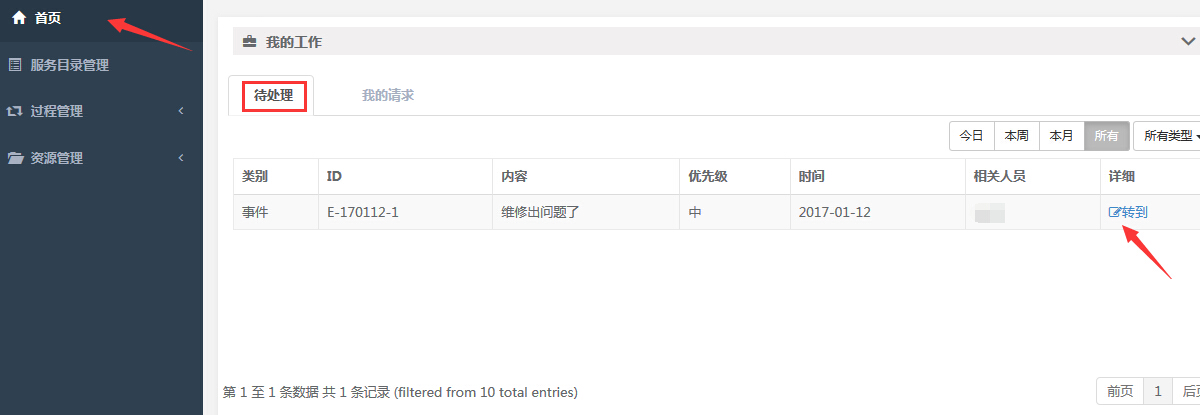 首页
服务目录管理
过程管理
资源管理
我的工作
待处理 我的请求
今日 本周 本月 所有 所有类型
类别 ID 内容 优先级 时间 相关人员 详细
事件 E-170112-1 维修出问题了 中 2017-01-12 转到
第 1 至 1 条数据 共 1 条记录 (filtered from 10 total entries)
前页 1 后页